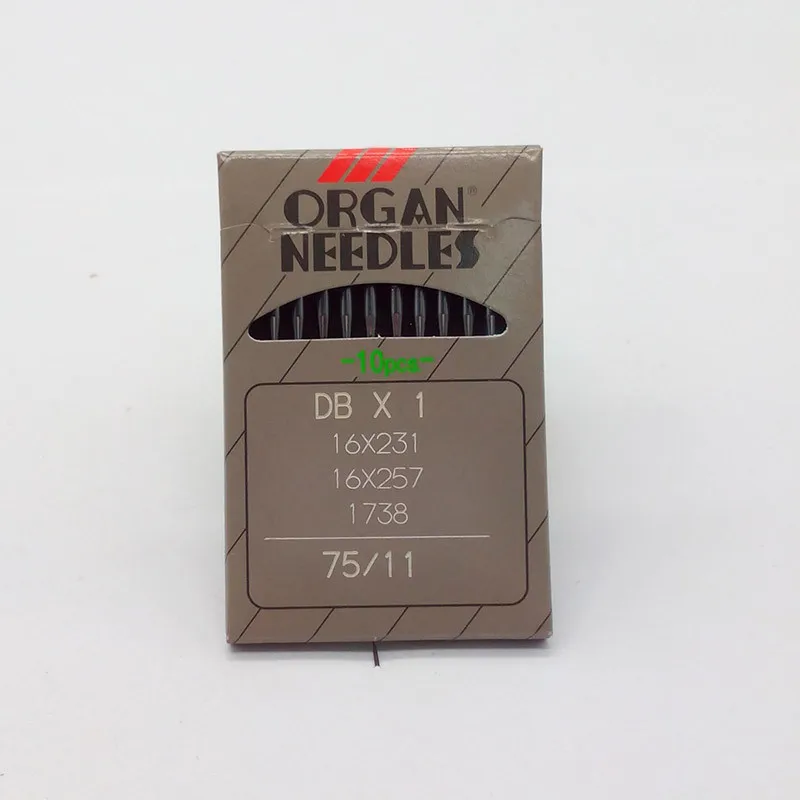 ORGAN®
NEEDLES
-10pcs-
DB X 1
16X231
16X257
1738
75/11